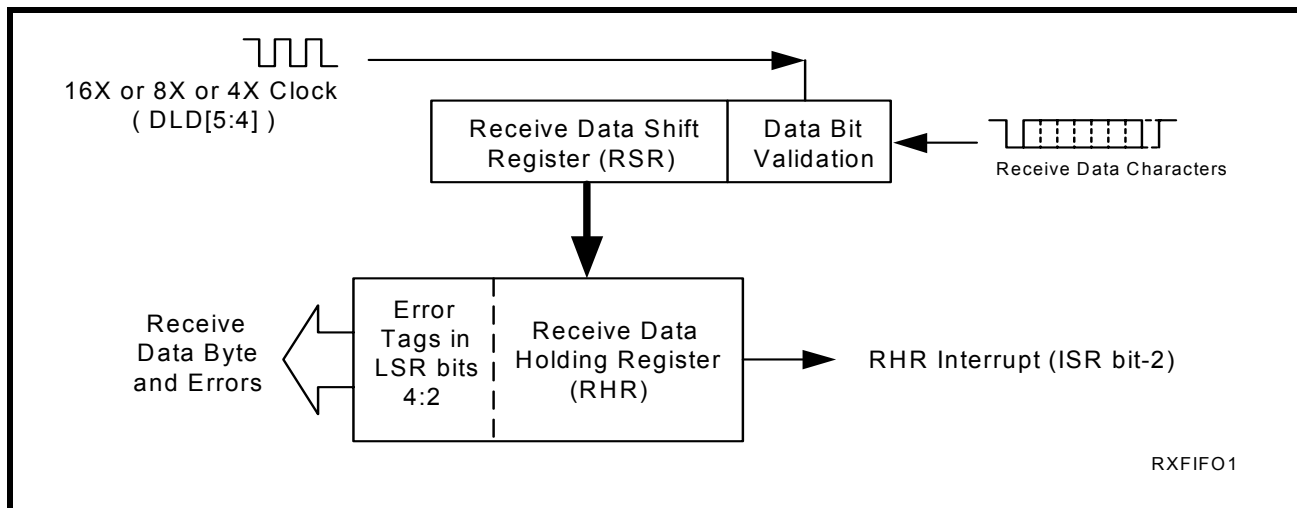 16X or 8X or 4X Clock
( DLD[5:4] )
Receive Data Shift
Register (RSR)
Data Bit
Validation
Receive Data Characters
Receive
Data Byte
and Errors
Error
Tags in
LSR bits
4:2
Receive Data
Holding Register
(RHR)
RHR Interrupt (ISR bit-2)
RXFIFO1